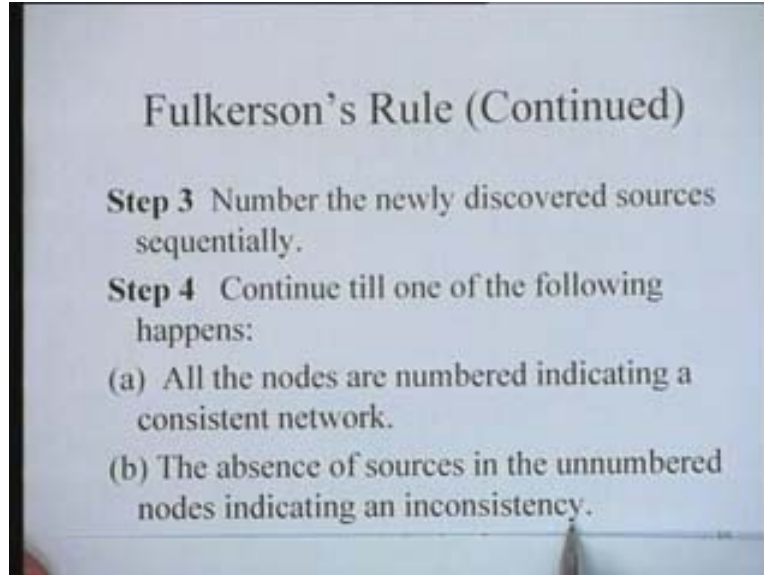 Fulkerson's Rule (Continued)
Step 3 Number the newly discovered sources
sequentially.
Step 4 Continue till one of the following
happens:
(a) All the nodes are numbered indicating a
consistent network.
(b) The absence of sources in the unnumbered
nodes indicating an inconsistency.